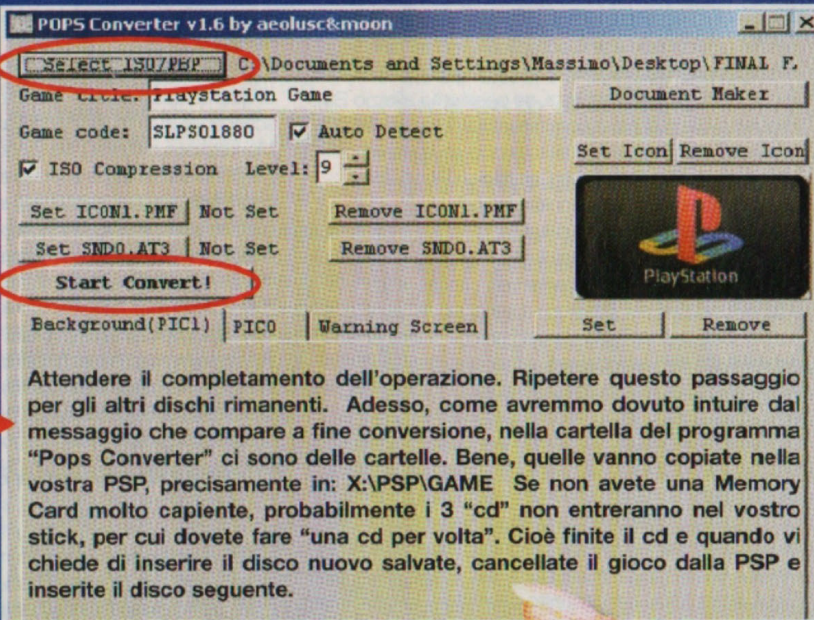 POPS Converter v1.6 by aeolusc&moon
Select ISO/PBP C:\Documents and Settings\Massimo\Desktop\FINAL F.
Game title: Playstation Game Document Maker
Game code: SLPS01880 Auto Detect
Set Icon Remove Icon
ISO Compression Level: 9
Set ICON1.PMF Not Set Remove ICON1.PMF
Set SND0.AT3 Not Set Remove SND0.AT3
PlayStation
Start Convert!
Background(PIC1) PIC0 Warning Screen Set Remove
Attendere il completamento dell'operazione. Ripetere questo passaggio
per gli altri dischi rimanenti. Adesso, come avremmo dovuto intuire dal
messaggio che compare a fine conversione, nella cartella del programma
“Pops Converter” ci sono delle cartelle. Bene, quelle vanno copiate nella
vostra PSP, precisamente in: X:\PSP\GAME Se non avete una Memory
Card molto capiente, probabilmente i 3 “cd” non entreranno nel vostro
stick, per cui dovete fare “una cd per volta”. Cioè finite il cd e quando vi
chiede di inserire il disco nuovo salvate, cancellate il gioco dalla PSP e
inserite il disco seguente.